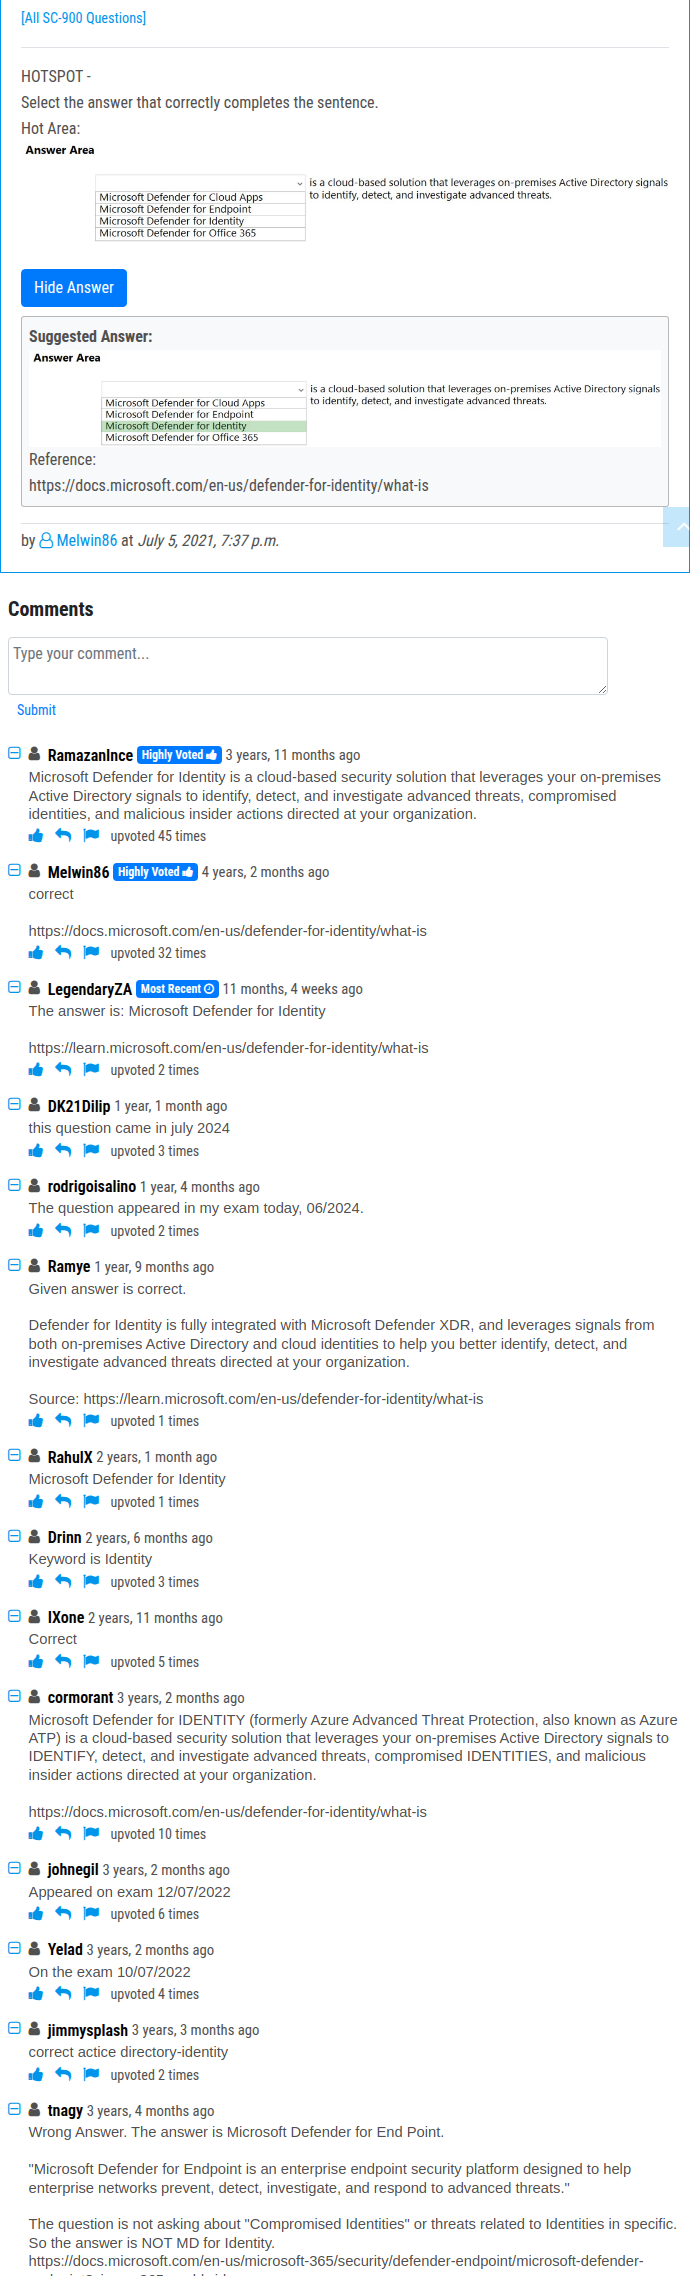 [All SC-900 Questions]
HOTSPOT -
Select the answer that correctly completes the sentence.
Hot Area:
Answer Area
is a cloud-based solution that leverages on-premises Active Directory signals
to identify, detect, and investigate advanced threats.
Microsoft Defender for Cloud Apps
Microsoft Defender for Endpoint
Microsoft Defender for Identity
Microsoft Defender for Office 365
Hide Answer
Suggested Answer:
Answer Area
is a cloud-based solution that leverages on-premises Active Directory signals
to identify, detect, and investigate advanced threats.
Microsoft Defender for Cloud Apps
Microsoft Defender for Endpoint
Microsoft Defender for Identity
Microsoft Defender for Office 365
Reference:
https://docs.microsoft.com/en-us/defender-for-identity/what-is
by Melwin86 at July 5, 2021, 7:37 p.m.
Comments
Type your comment...
Submit
RamazanInce Highly Voted 3 years, 11 months ago
Microsoft Defender for Identity is a cloud-based security solution that leverages your on-premises
Active Directory signals to identify, detect, and investigate advanced threats, compromised
identities, and malicious insider actions directed at your organization.
upvoted 45 times
Melwin86 Highly Voted 4 years, 2 months ago
correct
https://docs.microsoft.com/en-us/defender-for-identity/what-is
upvoted 32 times
LegendaryZA Most Recent 11 months, 4 weeks ago
The answer is: Microsoft Defender for Identity
https://learn.microsoft.com/en-us/defender-for-identity/what-is
upvoted 2 times
DK21Dilip 1 year, 1 month ago
this question came in july 2024
upvoted 3 times
rodrigoisalino 1 year, 4 months ago
The question appeared in my exam today, 06/2024.
upvoted 2 times
Ramye 1 year, 9 months ago
Given answer is correct.
Defender for Identity is fully integrated with Microsoft Defender XDR, and leverages signals from
both on-premises Active Directory and cloud identities to help you better identify, detect, and
investigate advanced threats directed at your organization.
Source: https://learn.microsoft.com/en-us/defender-for-identity/what-is
upvoted 1 times
RahulX 2 years, 1 month ago
Microsoft Defender for Identity
upvoted 1 times
Drinn 2 years, 6 months ago
Keyword is Identity
upvoted 3 times
IXone 2 years, 11 months ago
Correct
upvoted 5 times
cormorant 3 years, 2 months ago
Microsoft Defender for IDENTITY (formerly Azure Advanced Threat Protection, also known as Azure
ATP) is a cloud-based security solution that leverages your on-premises Active Directory signals to
IDENTIFY, detect, and investigate advanced threats, compromised IDENTITIES, and malicious
insider actions directed at your organization.
https://docs.microsoft.com/en-us/defender-for-identity/what-is
upvoted 10 times
johnegil 3 years, 2 months ago
Appeared on exam 12/07/2022
upvoted 6 times
Yelad 3 years, 2 months ago
On the exam 10/07/2022
upvoted 4 times
jimmysplash 3 years, 3 months ago
correct actice directory-identity
upvoted 2 times
tnagy 3 years, 4 months ago
Wrong Answer. The answer is Microsoft Defender for End Point.
"Microsoft Defender for Endpoint is an enterprise endpoint security platform designed to help
enterprise networks prevent, detect, investigate, and respond to advanced threats."
The question is not asking about "Compromised Identities" or threats related to Identities in specific.
So the answer is NOT MD for Identity.
https://docs.microsoft.com/en-us/microsoft-365/security/defender-endpoint/microsoft-defender-